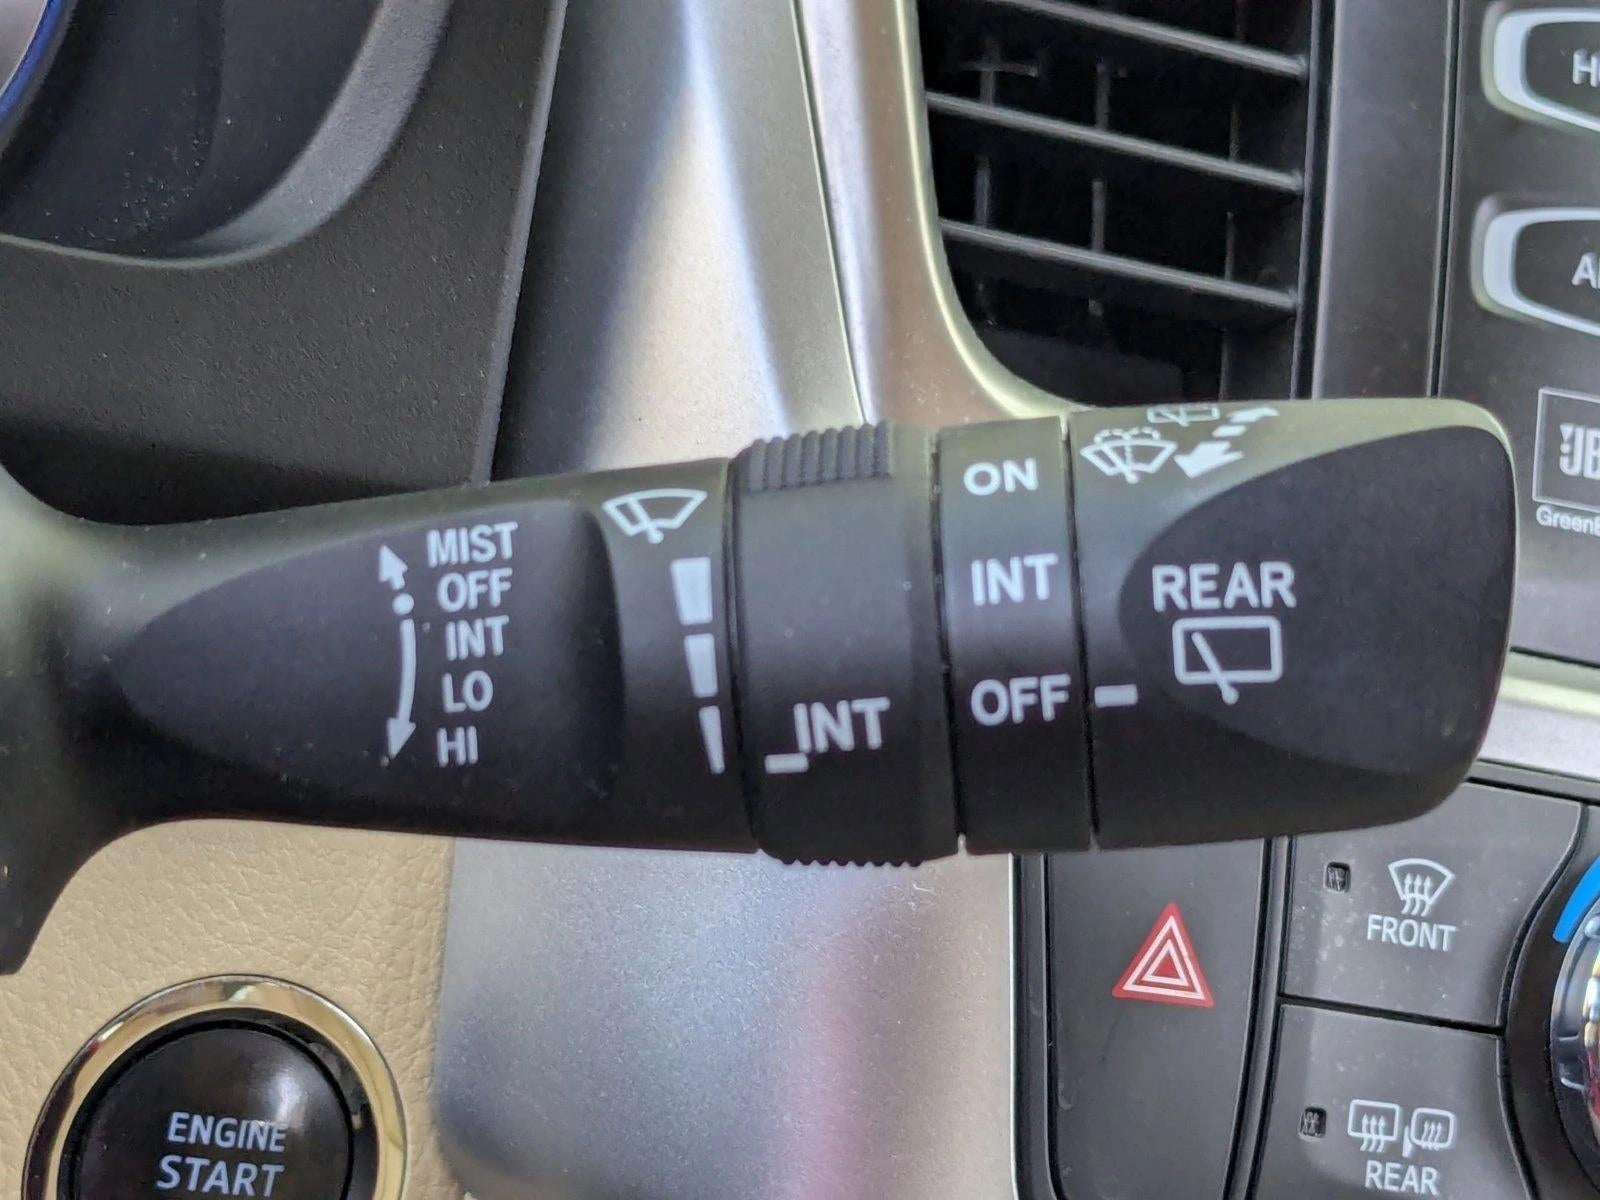 MIST
OFF
INT
LO
HI
INT
ON
INT
OFF
REAR
FRONT
REAR
ENGINE
START